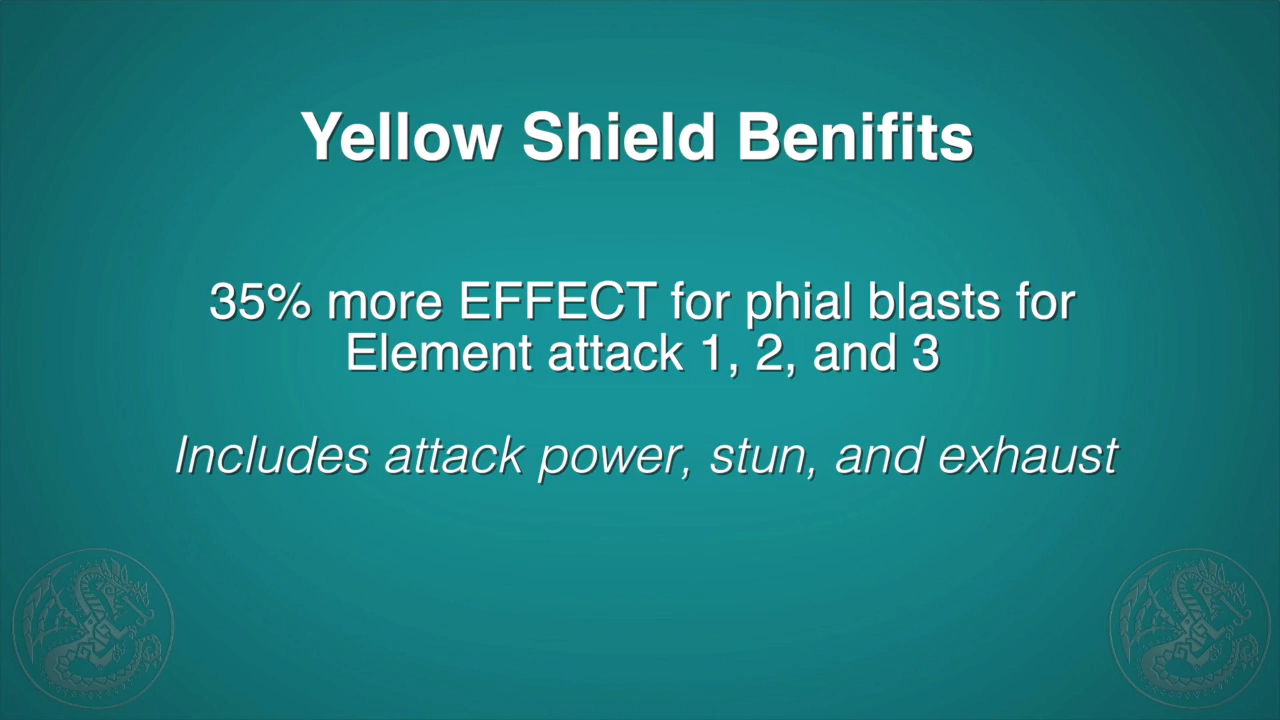 Yellow Shield Benifits
35% more EFFECT for phial blasts for
Element attack 1, 2, and 3
Includes attack power, stun, and exhaust